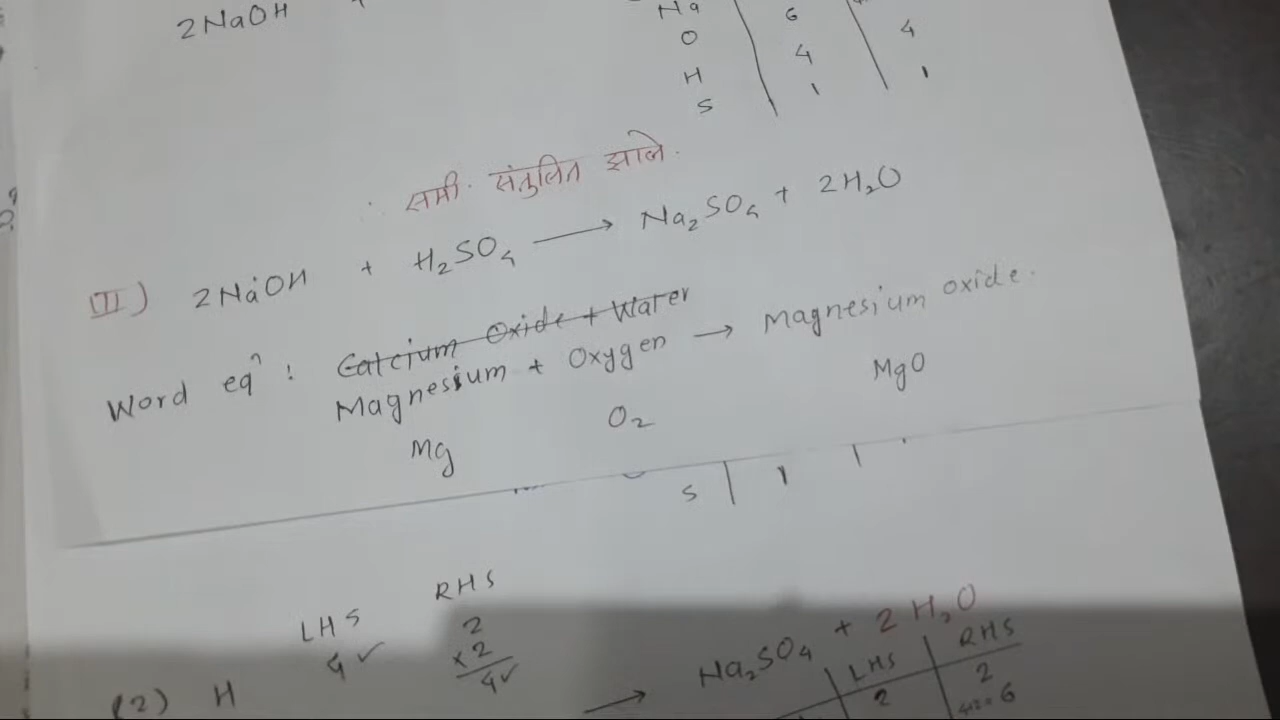 2NaOH
Na 6
O 4 4
H 1 1
S
∴ समी. संतुलित झाले.
(II) 2NaOH + H₂SO₄ → Na₂SO₄ + 2H₂O
Calcium Oxide + Water
Word eqⁿ : Magnesium + Oxygen → Magnesium oxide.
Mg O₂ MgO
S | 1 |
LHS RHS
(2) H 4 ✓ 2
×2
4✓
→ Na₂SO₄ + 2H₂O
LHS | RHS
2 | 2
4+2=6